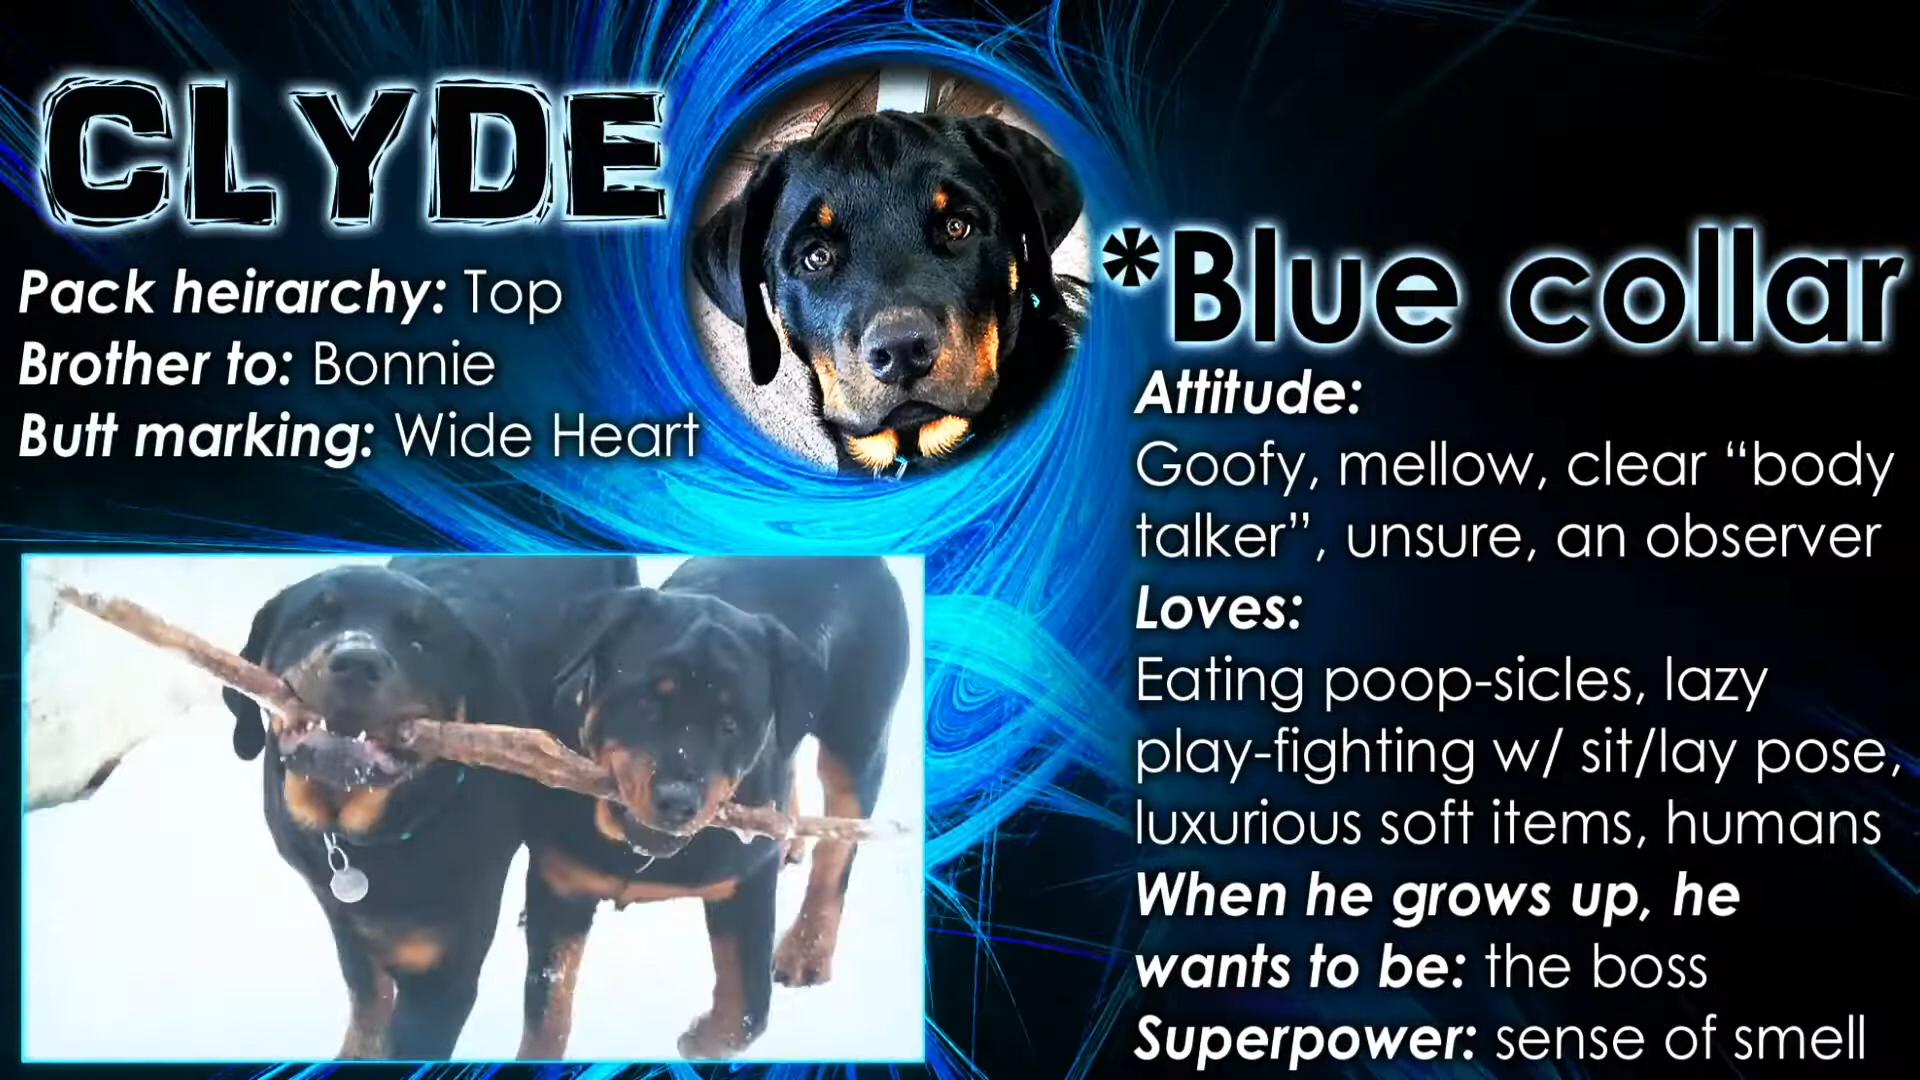 CLYDE
Pack heirarchy: Top
Brother to: Bonnie
Butt marking: Wide Heart
*Blue collar
Attitude:
Goofy, mellow, clear “body
talker”, unsure, an observer
Loves:
Eating poop-sicles, lazy
play-fighting w/ sit/lay pose,
luxurious soft items, humans
When he grows up, he
wants to be: the boss
Superpower: sense of smell